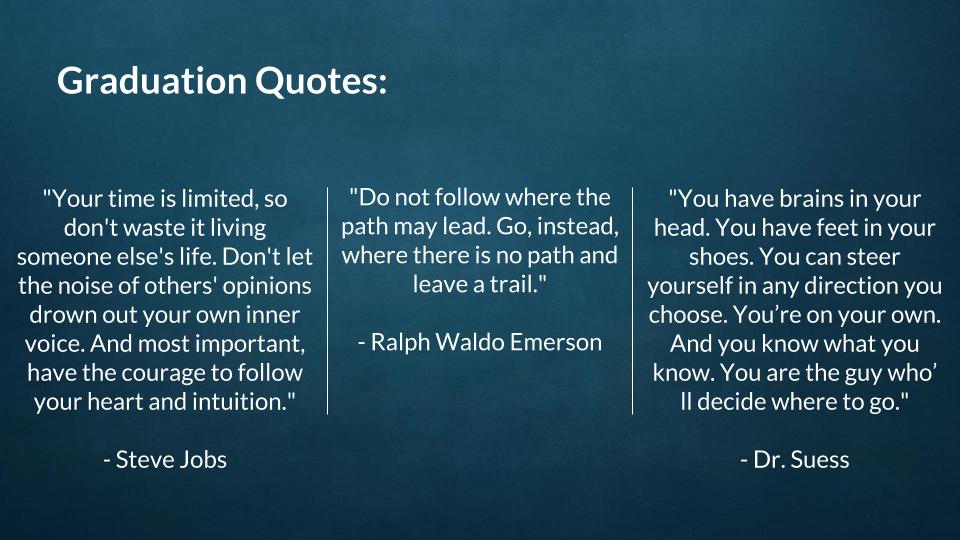 Graduation Quotes:
"Your time is limited, so
don't waste it living
someone else's life. Don't let
the noise of others' opinions
drown out your own inner
voice. And most important,
have the courage to follow
your heart and intuition."
- Steve Jobs
"Do not follow where the
path may lead. Go, instead,
where there is no path and
leave a trail."
- Ralph Waldo Emerson
"You have brains in your
head. You have feet in your
shoes. You can steer
yourself in any direction you
choose. You’re on your own.
And you know what you
know. You are the guy who’
ll decide where to go."
- Dr. Suess